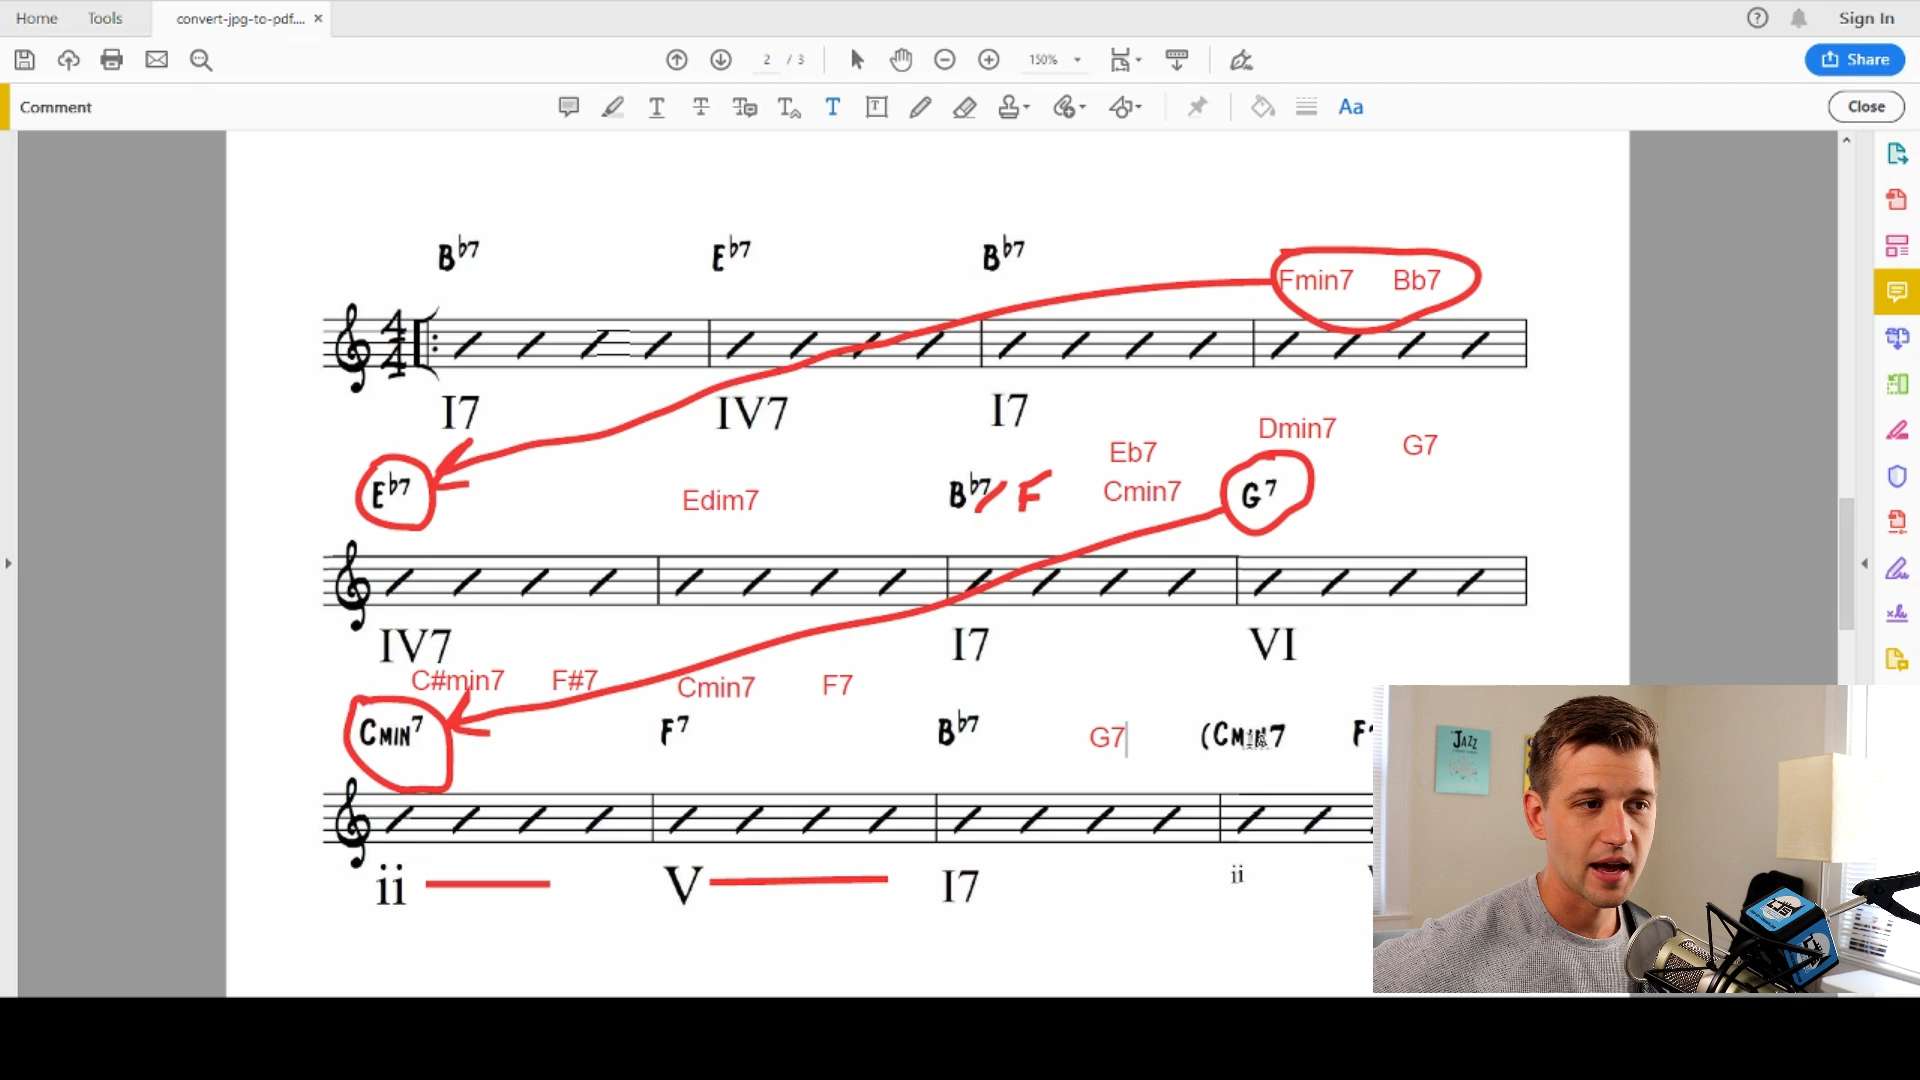 Home Tools convert-jpg-to-pdf.... × Sign In
2 / 3 150% Share
Comment Aa Close
B♭7 E♭7 B♭7 Fmin7 Bb7
4
4
I7 IV7 I7
Eb7 Dmin7 G7
E♭7 Edim7 B♭7/F Cmin7 G7
IV7 I7 VI
C#min7 F#7 Cmin7 F7
CMIN7 F7 B♭7 G7 (CMIN7
JAZZ
ii V I7 ii